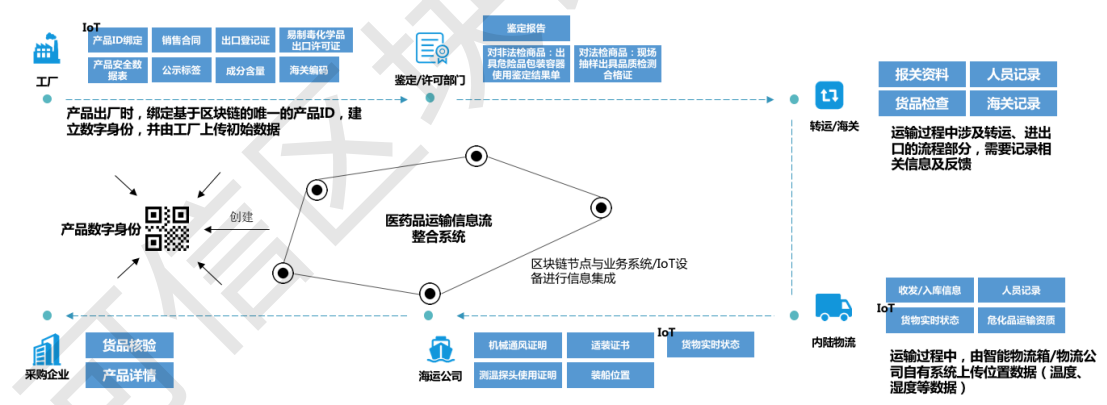 IoT
产品ID绑定
销售合同
出口登记证
易制毒化学品
出口许可证
产品安全数
据表
公示标签
成分含量
海关编码
工厂
产品出厂时，绑定基于区块链的唯一的产品ID，建
立数字身份，并由工厂上传初始数据
鉴定报告
对非法检商品：出
具危险品包装容器
使用鉴定结果单
对法检商品：现场
抽样出具品质检测
合格证
鉴定/许可部门
转运/海关
报关资料
人员记录
货品检查
海关记录
运输过程中涉及转运、进出
口的流程部分，需要记录相
关信息及反馈
产品数字身份
创建
医药品运输信息流
整合系统
区块链节点与业务系统/IoT设
备进行信息集成
采购企业
货品核验
产品详情
海运公司
机械通风证明
适装证书
测温探头使用证明
装船位置
IoT
货物实时状态
内陆物流
收发/入库信息
人员记录
IoT
货物实时状态
危化品运输资质
运输过程中，由智能物流箱/物流公
司自有系统上传位置数据（温度、
湿度等数据）
可信区块